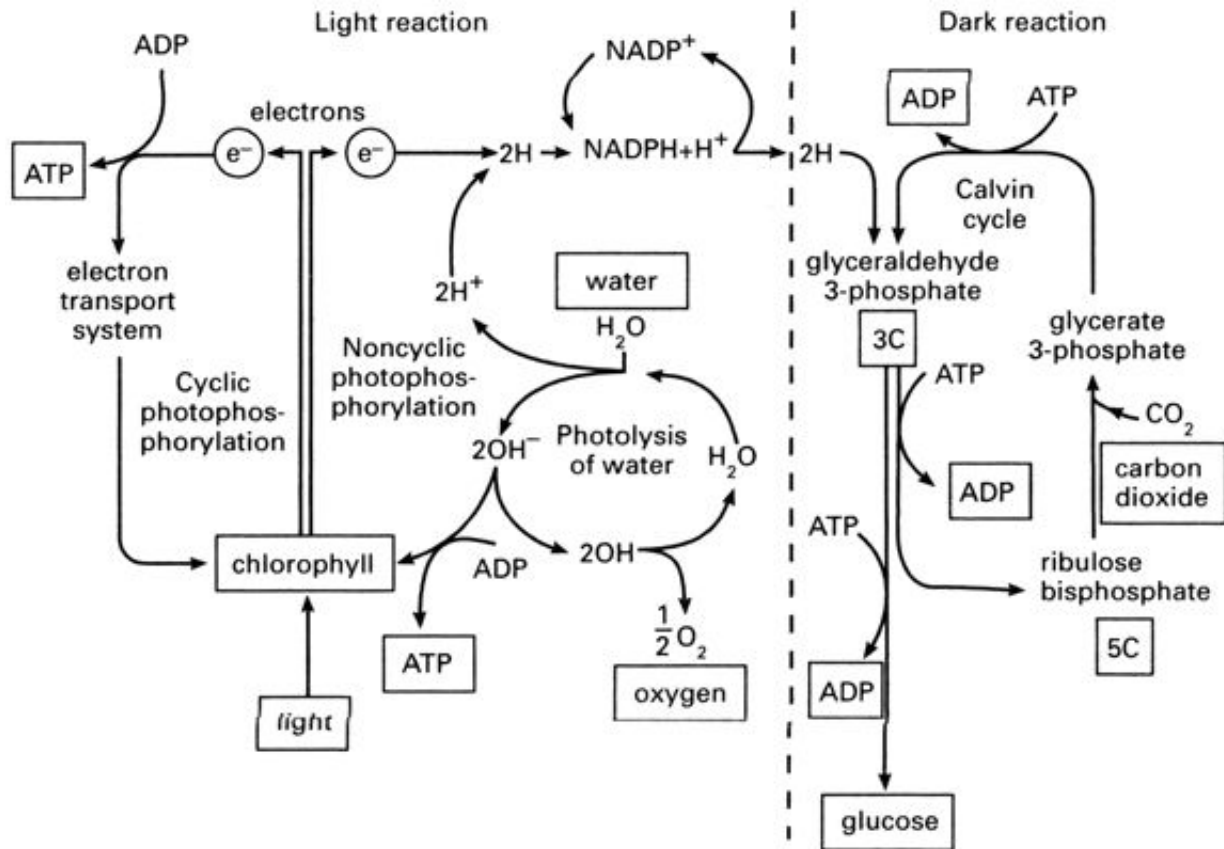 Light reaction
Dark reaction
ADP
NADP⁺
ADP
ATP
electrons
ATP
e⁻
e⁻
2H
NADPH+H⁺
2H
Calvin
cycle
electron
transport
system
2H⁺
water
H₂O
glyceraldehyde
3-phosphate
3C
glycerate
3-phosphate
Cyclic
photophos-
phorylation
Noncyclic
photophos-
phorylation
ATP
CO₂
carbon
dioxide
2OH⁻
Photolysis
of water
H₂O
ADP
chlorophyll
ADP
2OH
ATP
ribulose
bisphosphate
5C
ATP
½O₂
oxygen
ADP
light
glucose